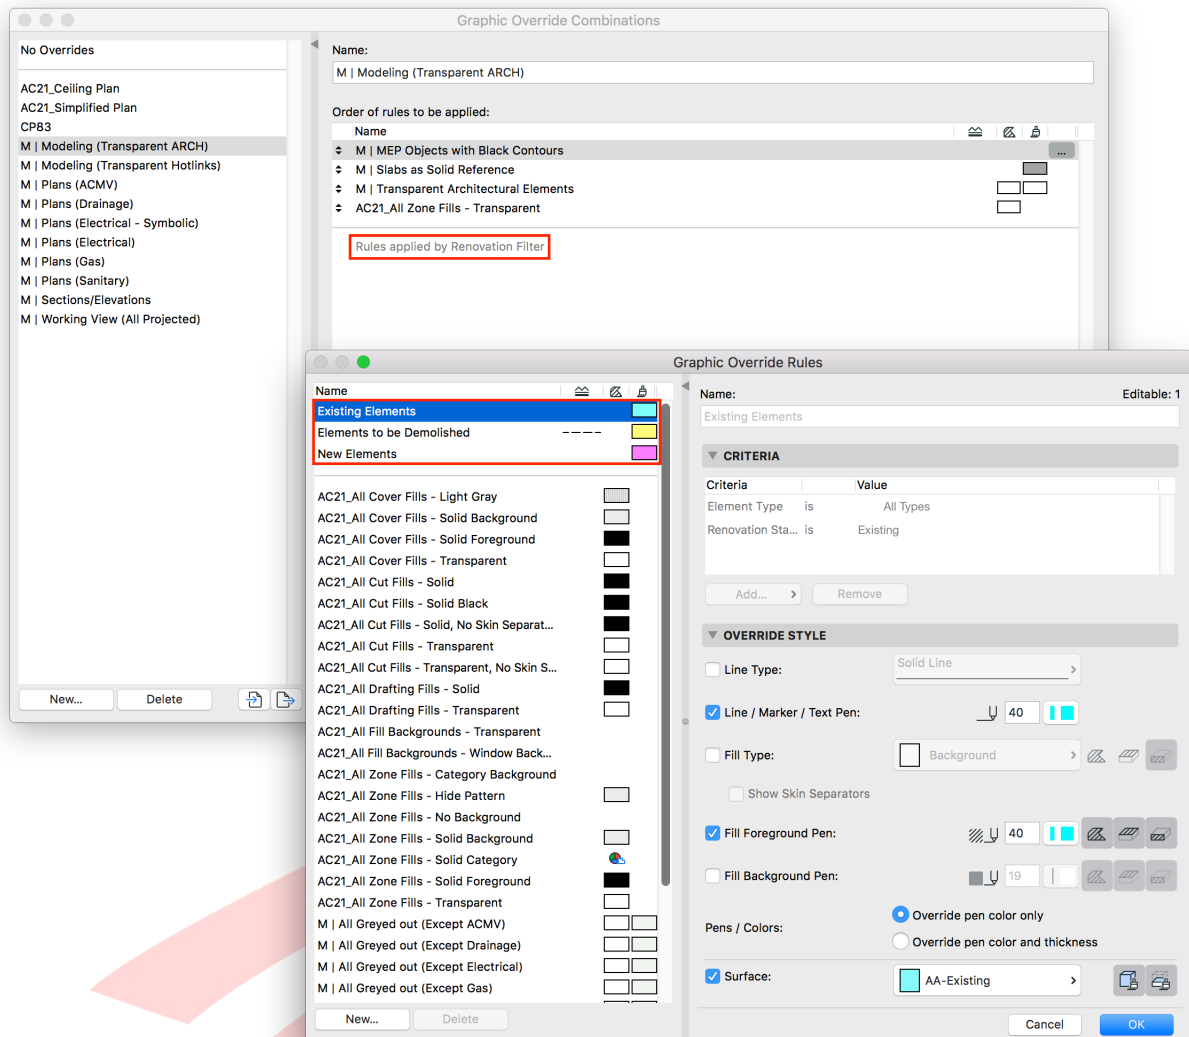 Graphic Override Combinations
No Overrides
AC21_Ceiling Plan
AC21_Simplified Plan
CP83
M | Modeling (Transparent ARCH)
M | Modeling (Transparent Hotlinks)
M | Plans (ACMV)
M | Plans (Drainage)
M | Plans (Electrical - Symbolic)
M | Plans (Electrical)
M | Plans (Gas)
M | Plans (Sanitary)
M | Sections/Elevations
M | Working View (All Projected)
New...
Delete
Name:
M | Modeling (Transparent ARCH)
Order of rules to be applied:
Name
M | MEP Objects with Black Contours
...
M | Slabs as Solid Reference
M | Transparent Architectural Elements
AC21_All Zone Fills - Transparent
Rules applied by Renovation Filter
Graphic Override Rules
Name
Existing Elements
Elements to be Demolished
New Elements
AC21_All Cover Fills - Light Gray
AC21_All Cover Fills - Solid Background
AC21_All Cover Fills - Solid Foreground
AC21_All Cover Fills - Transparent
AC21_All Cut Fills - Solid
AC21_All Cut Fills - Solid Black
AC21_All Cut Fills - Solid, No Skin Separat...
AC21_All Cut Fills - Transparent
AC21_All Cut Fills - Transparent, No Skin S...
AC21_All Drafting Fills - Solid
AC21_All Drafting Fills - Transparent
AC21_All Fill Backgrounds - Transparent
AC21_All Fill Backgrounds - Window Back...
AC21_All Zone Fills - Category Background
AC21_All Zone Fills - Hide Pattern
AC21_All Zone Fills - No Background
AC21_All Zone Fills - Solid Background
AC21_All Zone Fills - Solid Category
AC21_All Zone Fills - Solid Foreground
AC21_All Zone Fills - Transparent
M | All Greyed out (Except ACMV)
M | All Greyed out (Except Drainage)
M | All Greyed out (Except Electrical)
M | All Greyed out (Except Gas)
New...
Delete
Name:
Editable: 1
Existing Elements
CRITERIA
Criteria Value
Element Type is All Types
Renovation Sta... is Existing
Add...
Remove
OVERRIDE STYLE
Line Type:
Solid Line
Line / Marker / Text Pen:
40
Fill Type:
Background
Show Skin Separators
Fill Foreground Pen:
40
Fill Background Pen:
19
Pens / Colors:
Override pen color only
Override pen color and thickness
Surface:
AA-Existing
Cancel
OK